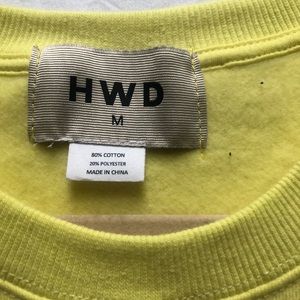 HWD
M
80% COTTON
20% POLYESTER
MADE IN CHINA